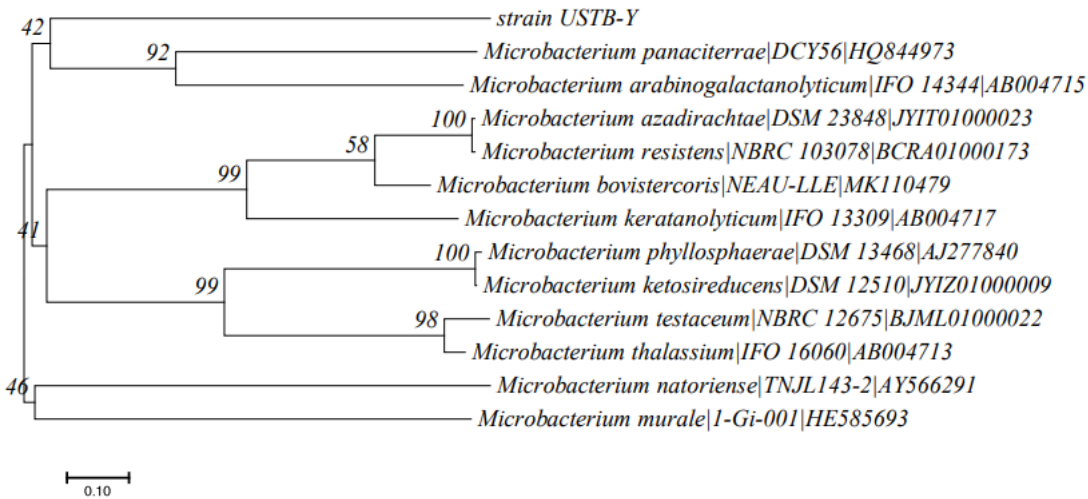 42
strain USTB-Y
92
Microbacterium panaciterrae|DCY56|HQ844973
Microbacterium arabinogalactanolyticum|IFO 14344|AB004715
100
Microbacterium azadirachtae|DSM 23848|JYIT01000023
58
Microbacterium resistens|NBRC 103078|BCRA01000173
99
Microbacterium bovistercoris|NEAU-LLE|MK110479
Microbacterium keratanolyticum|IFO 13309|AB004717
41
100
Microbacterium phyllosphaerae|DSM 13468|AJ277840
99
Microbacterium ketosireducens|DSM 12510|JYIZ01000009
98
Microbacterium testaceum|NBRC 12675|BJML01000022
Microbacterium thalassium|IFO 16060|AB004713
46
Microbacterium natoriense|TNJL143-2|AY566291
Microbacterium murale|1-Gi-001|HE585693
0.10